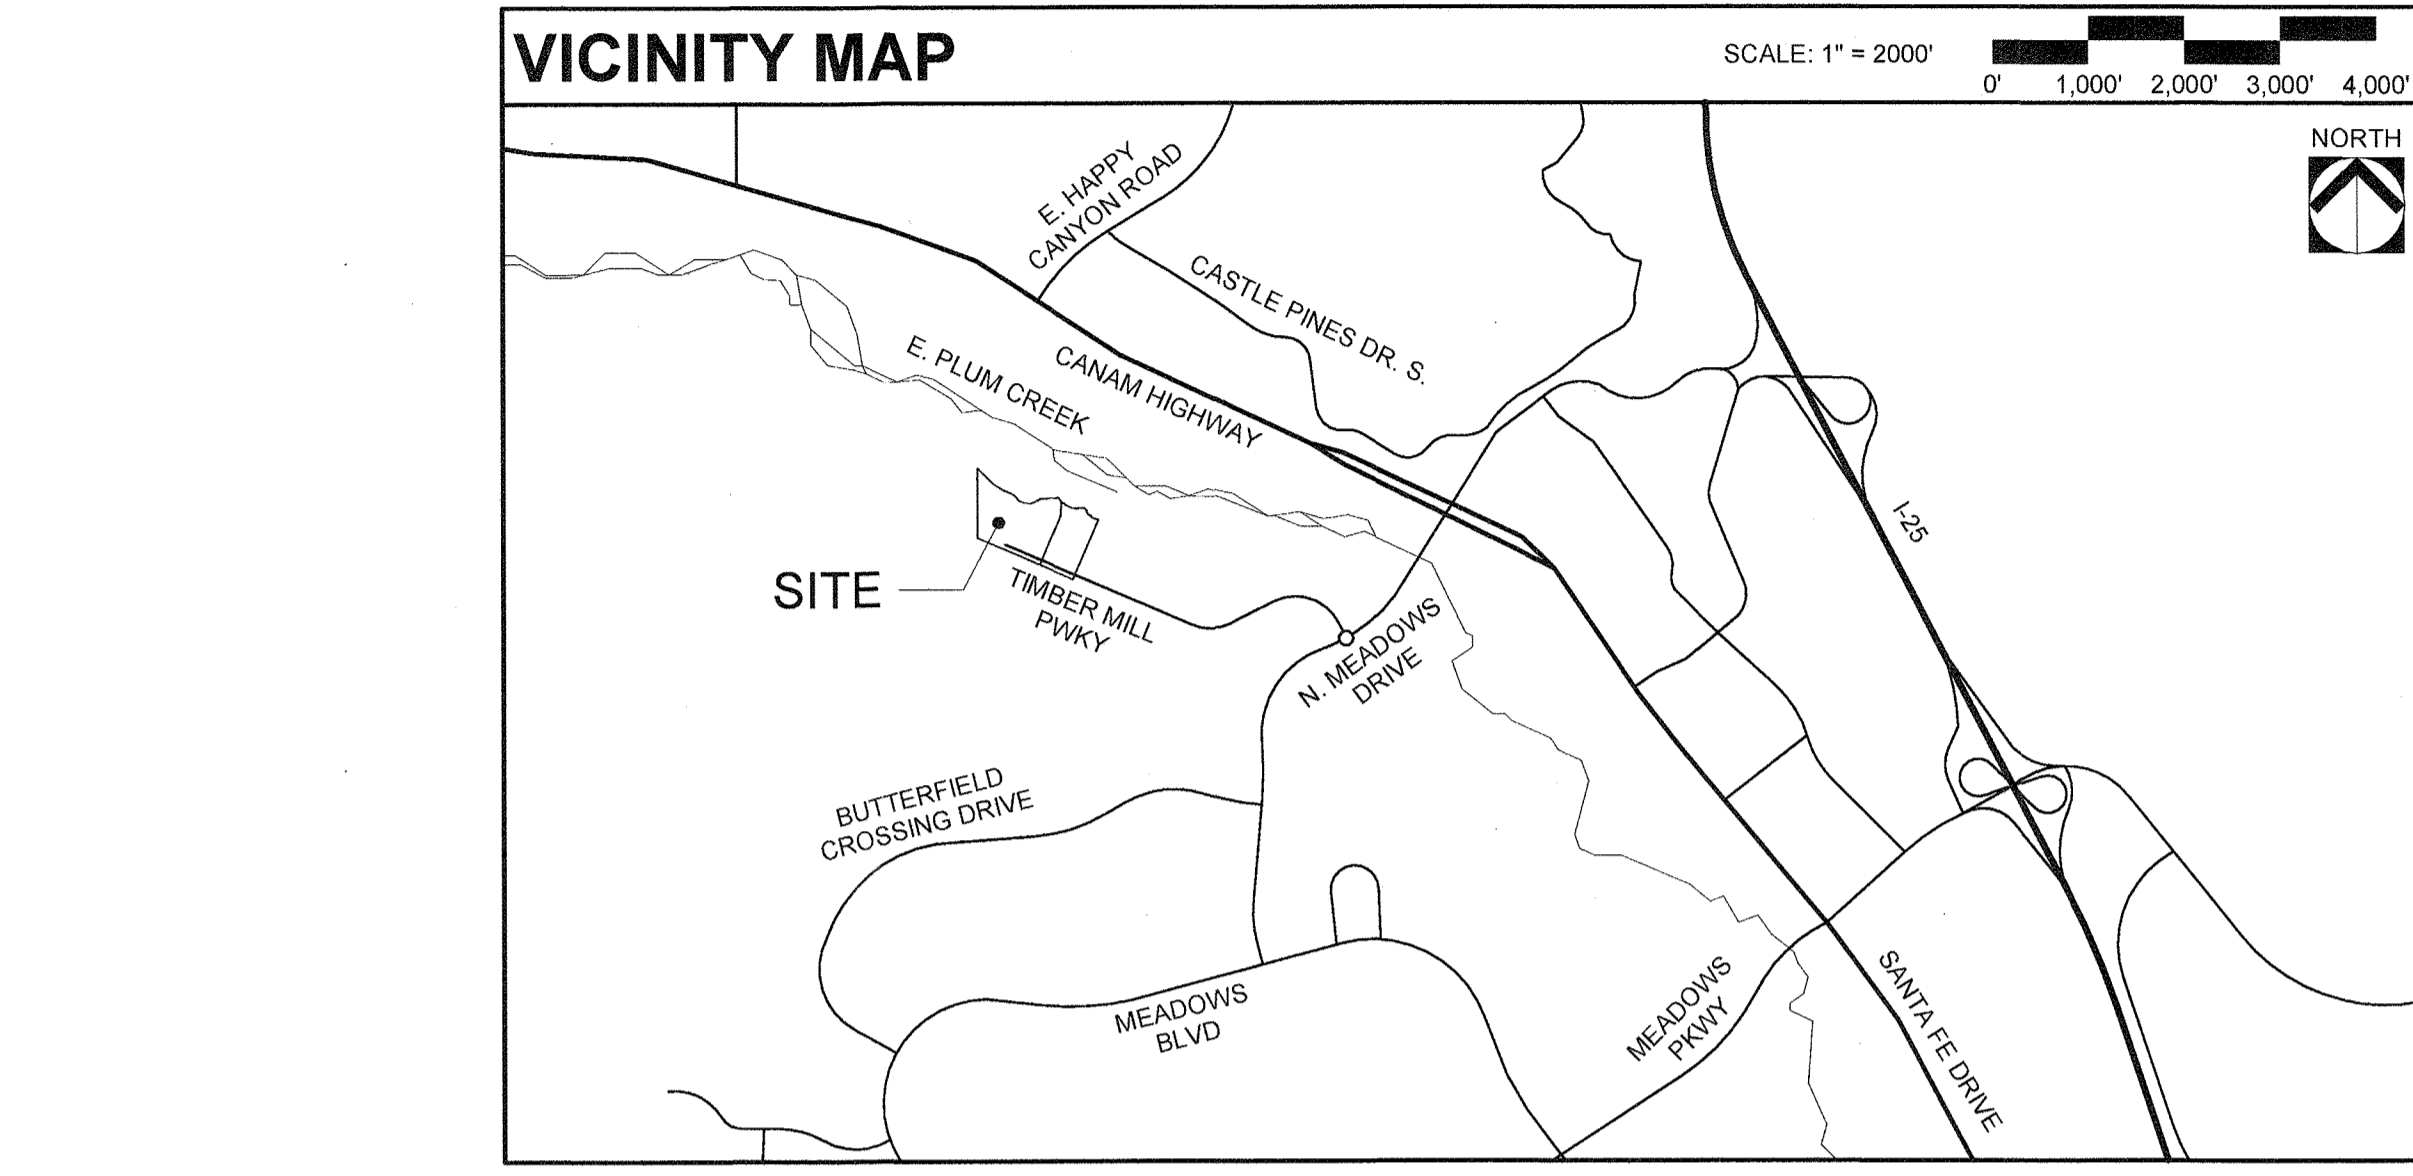 VICINITY MAP
SCALE: 1" = 2000'
0' 1,000' 2,000' 3,000' 4,000'
NORTH
E. HAPPY
CANYON ROAD
CASTLE PINES DR. S.
E. PLUM CREEK
CANAM HIGHWAY
I-25
SITE
TIMBER MILL
PWKY
N. MEADOWS
DRIVE
BUTTERFIELD
CROSSING DRIVE
MEADOWS
BLVD
MEADOWS
PKWY
SANTA FE DRIVE